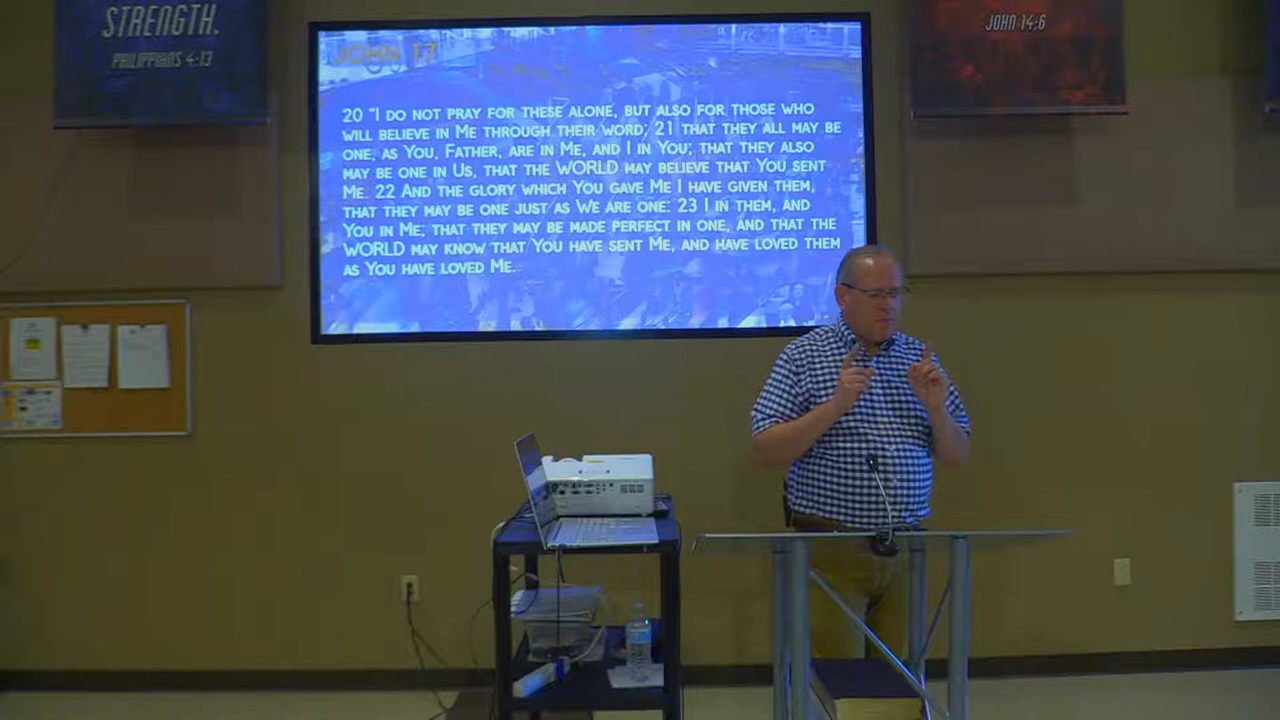 STRENGTH.
PHILIPPIANS 4:13
JOHN 14:6
JOHN 17
20 "I DO NOT PRAY FOR THESE ALONE, BUT ALSO FOR THOSE WHO
WILL BELIEVE IN ME THROUGH THEIR WORD; 21 THAT THEY ALL MAY BE
ONE, AS YOU, FATHER, ARE IN ME, AND I IN YOU; THAT THEY ALSO
MAY BE ONE IN US, THAT THE WORLD MAY BELIEVE THAT YOU SENT
ME. 22 AND THE GLORY WHICH YOU GAVE ME I HAVE GIVEN THEM,
THAT THEY MAY BE ONE JUST AS WE ARE ONE: 23 I IN THEM, AND
YOU IN ME; THAT THEY MAY BE MADE PERFECT IN ONE, AND THAT THE
WORLD MAY KNOW THAT YOU HAVE SENT ME, AND HAVE LOVED THEM
AS YOU HAVE LOVED ME.